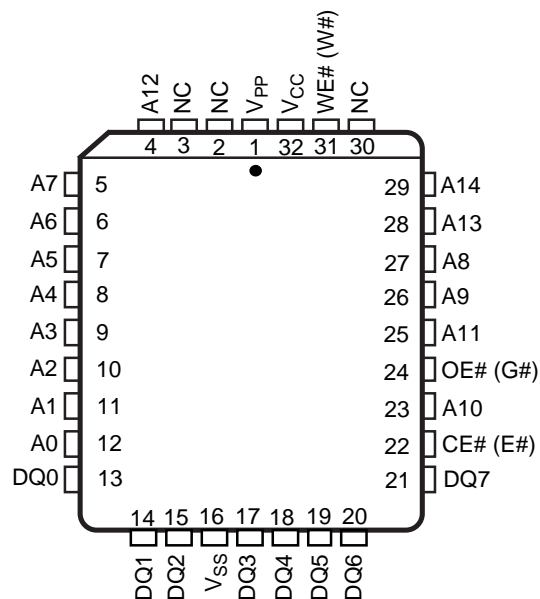 A12 NC NC VPP VCC WE# (W#) NC
4 3 2 1 32 31 30
A7 5 29 A14
A6 6 28 A13
A5 7 27 A8
A4 8 26 A9
A3 9 25 A11
A2 10 24 OE# (G#)
A1 11 23 A10
A0 12 22 CE# (E#)
DQ0 13 21 DQ7
14 15 16 17 18 19 20
DQ1 DQ2 VSS DQ3 DQ4 DQ5 DQ6